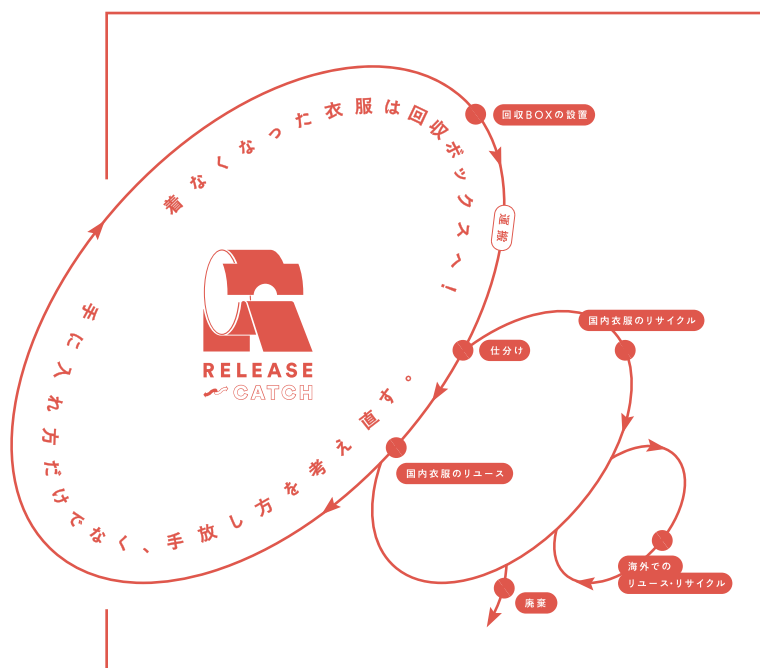 着なくなった衣服は回収ボックスへ!
回収BOXの設置
運搬
国内衣服のリサイクル
仕分け
RELEASE
CATCH
手に入れ方だけでなく、手放し方を考え直す。
国内衣服のリユース
海外での
リユース・リサイクル
廃棄